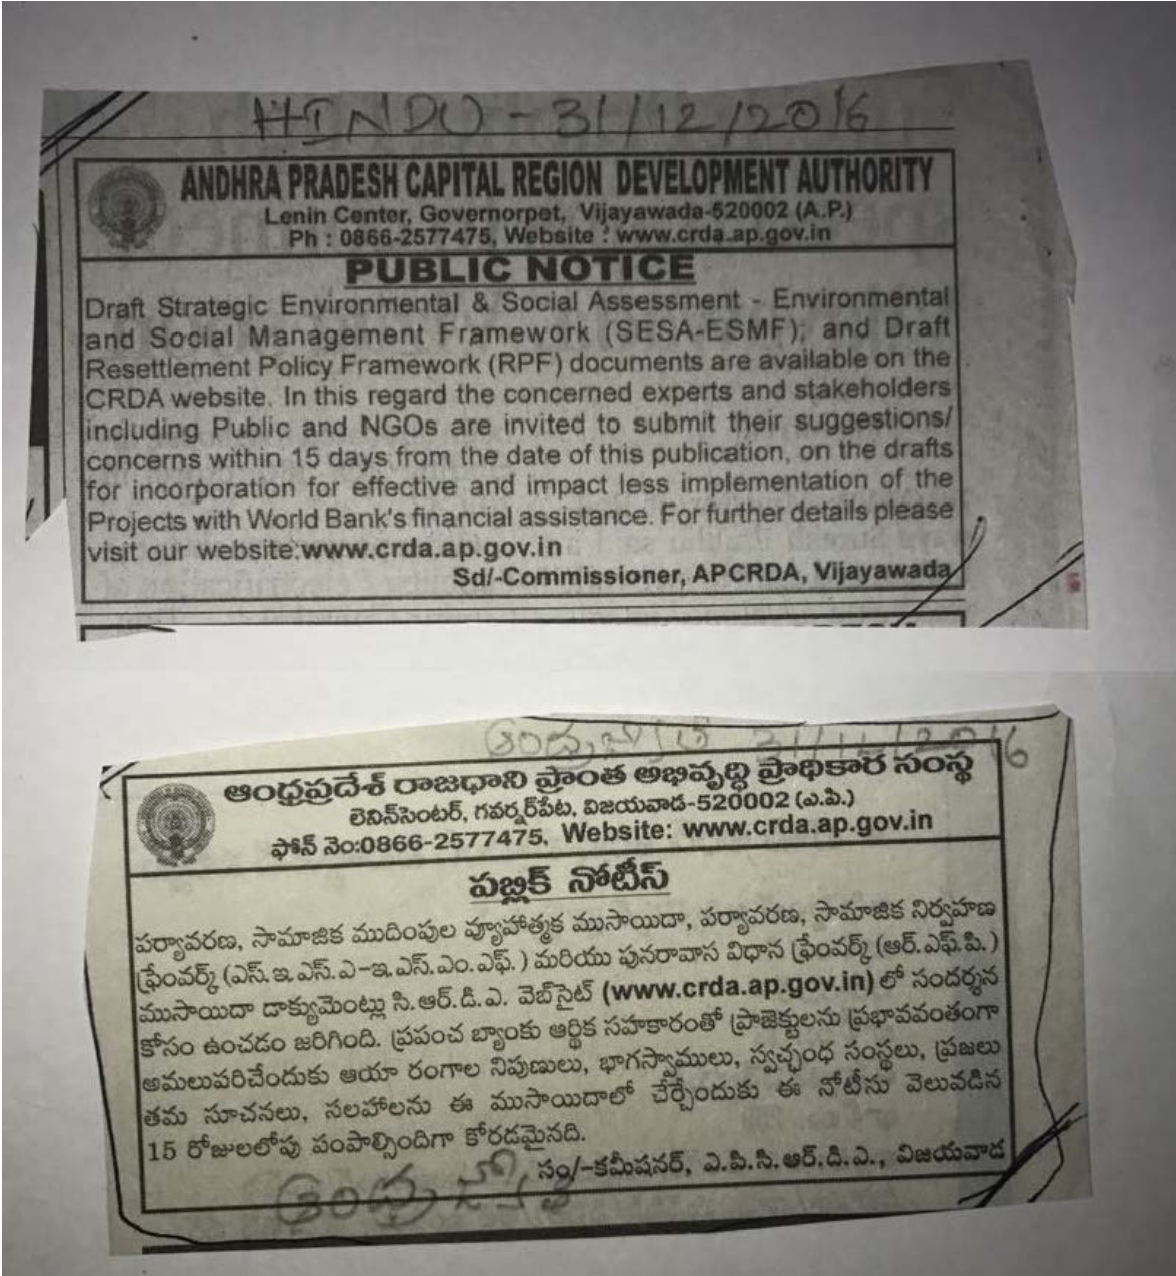 HINDU - 31/12/2016
ANDHRA PRADESH CAPITAL REGION DEVELOPMENT AUTHORITY
Lenin Center, Governorpet, Vijayawada-520002 (A.P.)
Ph : 0866-2577475, Website : www.crda.ap.gov.in
PUBLIC NOTICE
Draft Strategic Environmental & Social Assessment - Environmental
and Social Management Framework (SESA-ESMF); and Draft
Resettlement Policy Framework (RPF) documents are available on the
CRDA website. In this regard the concerned experts and stakeholders
including Public and NGOs are invited to submit their suggestions/
concerns within 15 days from the date of this publication, on the drafts
for incorporation for effective and impact less implementation of the
Projects with World Bank's financial assistance. For further details please
visit our website:www.crda.ap.gov.in
Sd/-Commissioner, APCRDA, Vijayawada
31/12/2016
ఆంధ్రప్రదేశ్ రాజధాని ప్రాంత అభివృద్ధి ప్రాధికార సంస్థ
లెనిన్‌సెంటర్, గవర్నర్‌పేట, విజయవాడ-520002 (ఎ.పి.)
ఫోన్ నెం:0866-2577475, Website: www.crda.ap.gov.in
పబ్లిక్ నోటీస్
పర్యావరణ, సామాజిక ముదింపుల వ్యూహాత్మక ముసాయిదా, పర్యావరణ, సామాజిక నిర్వహణ
ఫ్రేంవర్క్ (ఎస్.ఇ.ఎస్.ఎ-ఇ.ఎస్.ఎం.ఎఫ్.) మరియు పునరావాస విధాన ఫ్రేంవర్క్ (ఆర్.ఎఫ్.పి.)
ముసాయిదా డాక్యుమెంట్లు సి.ఆర్.డి.ఎ. వెబ్‌సైట్ (www.crda.ap.gov.in) లో సందర్శన
కోసం ఉంచడం జరిగింది. ప్రపంచ బ్యాంకు ఆర్థిక సహకారంతో ప్రాజెక్టులను ప్రభావవంతంగా
అమలుపరిచేందుకు ఆయా రంగాల నిపుణులు, భాగస్వాములు, స్వచ్ఛంధ సంస్థలు, ప్రజలు
తమ సూచనలు, సలహాలను ఈ ముసాయిదాలో చేర్చేందుకు ఈ నోటీసు వెలువడిన
15 రోజులలోపు పంపాల్సిందిగా కోరడమైనది.
సం/-కమీషనర్, ఎ.పి.సి.ఆర్.డి.ఎ., విజయవాడ